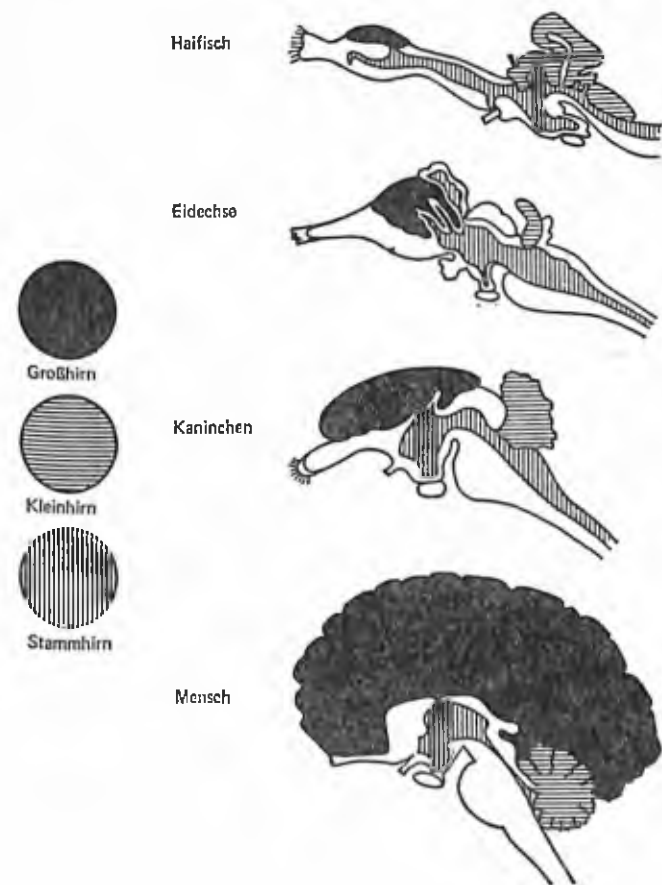 Haifisch
Eidechse
Großhirn
Kaninchen
Kleinhirn
Stammhirn
Mensch